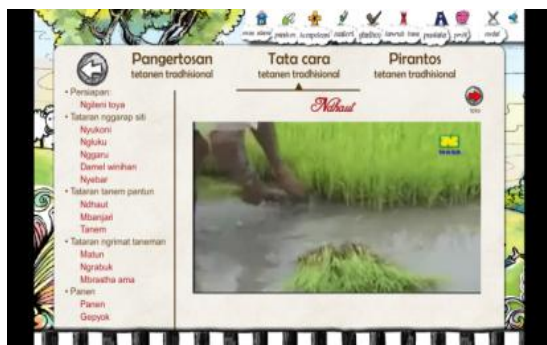 Pangertosan
tetanen tradhisional
Tata cara
tetanen tradhisional
Pirantos
tetanen tradhisional
Ndhaut
• Persiapan
Ngileni toya
• Tataran nggarap siti
Nyukoni
Ngluku
Nggaru
Damel winihan
Nyebar
• Tataran tanem pantun
Ndhaut
Mbanjari
Tanem
• Tataran ngrimat taneman
Matun
Ngrabuk
Mbrastha ama
• Panen
Panen
Gepyok